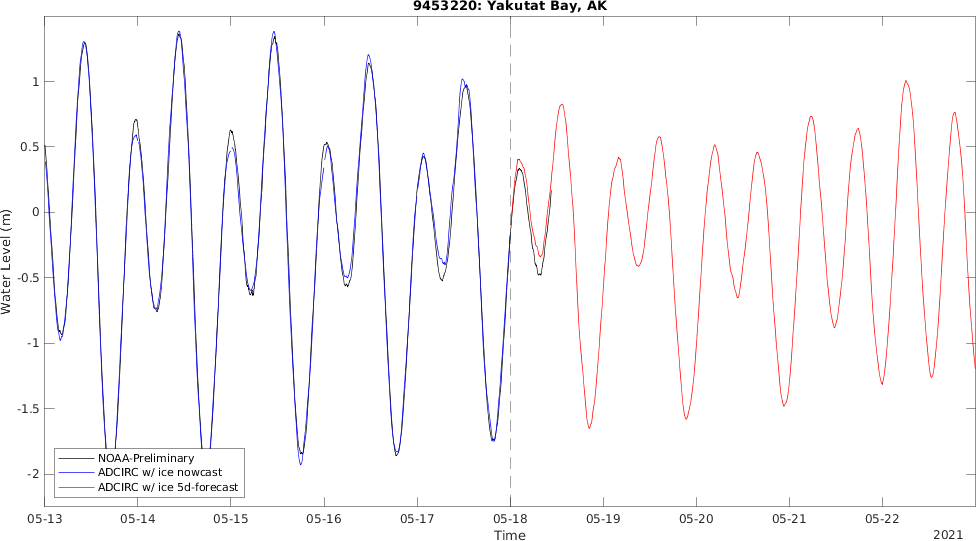 9453220: Yakutat Bay, AK
Water Level (m)
1
0.5
0
-0.5
-1
-1.5
-2
NOAA-Preliminary
ADCIRC w/ ice nowcast
ADCIRC w/ ice 5d-forecast
05-13 05-14 05-15 05-16 05-17 05-18 05-19 05-20 05-21 05-22
Time
2021